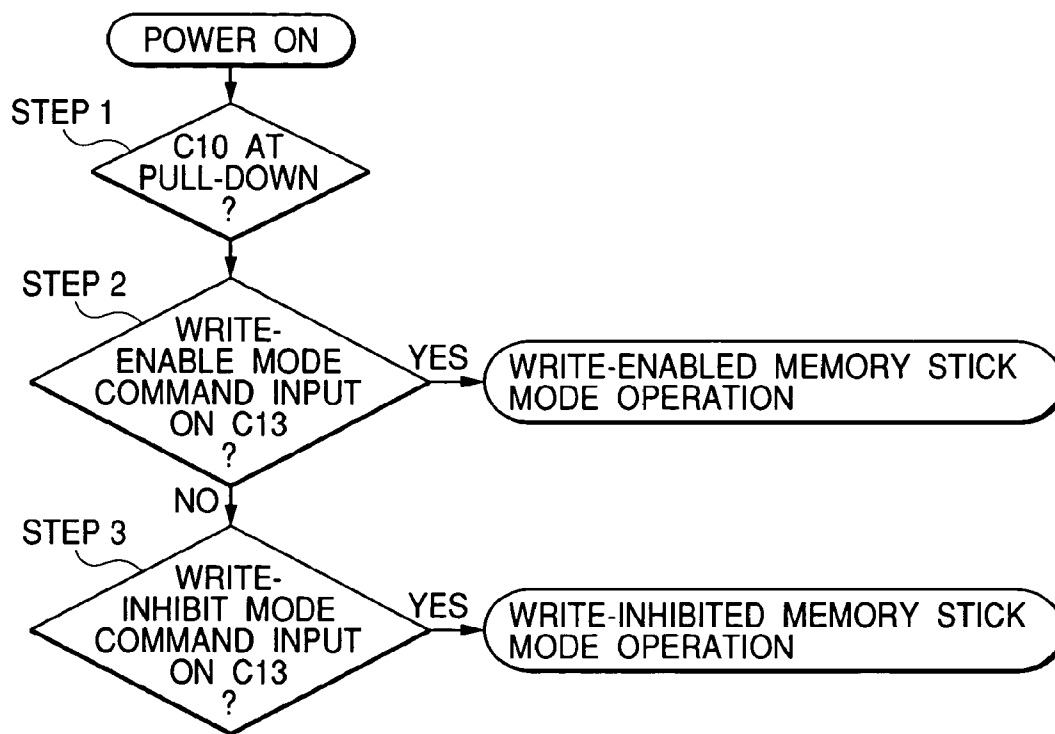 POWER ON
STEP 1
C10 AT
PULL-DOWN
?
STEP 2
WRITE-
ENABLE MODE
COMMAND INPUT
ON C13
?
YES
WRITE-ENABLED MEMORY STICK
MODE OPERATION
NO
STEP 3
WRITE-
INHIBIT MODE
COMMAND INPUT
ON C13
?
YES
WRITE-INHIBITED MEMORY STICK
MODE OPERATION